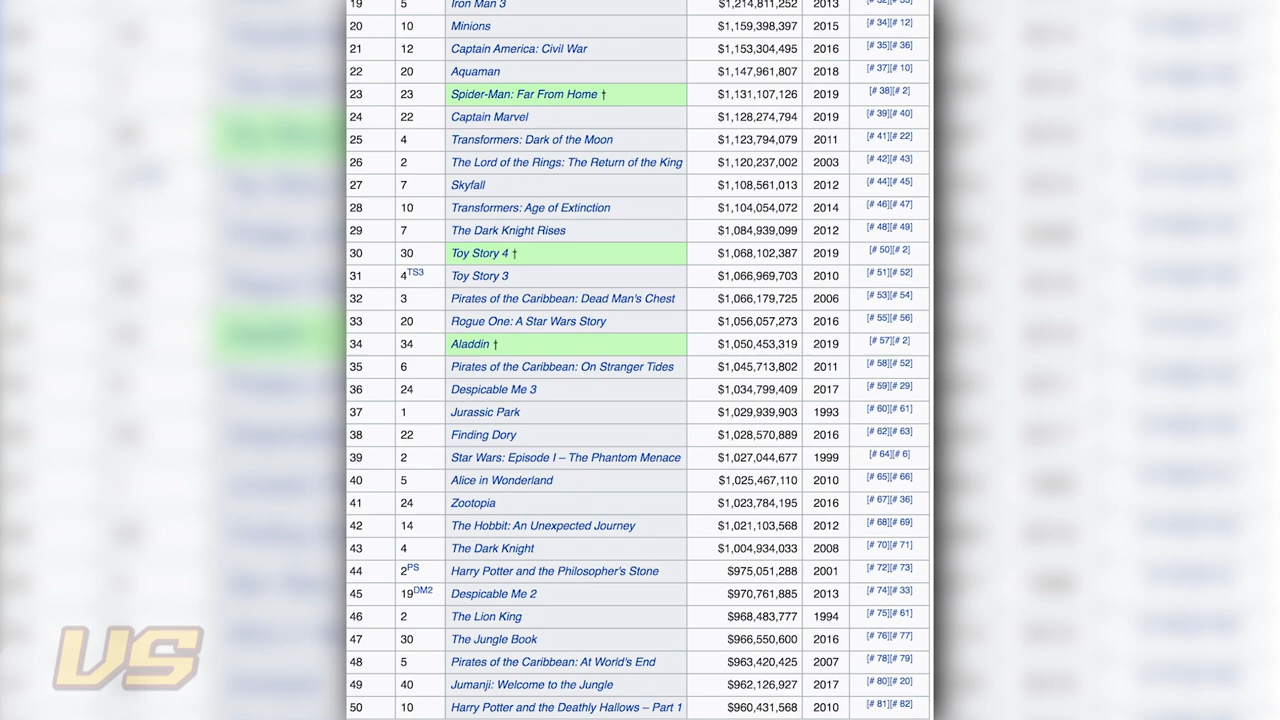 19 5 Iron Man 3 $1,214,811,252 2013 [# 32][# 33]
20 10 Minions $1,159,398,397 2015 [# 34][# 12]
21 12 Captain America: Civil War $1,153,304,495 2016 [# 35][# 36]
22 20 Aquaman $1,147,961,807 2018 [# 37][# 10]
23 23 Spider-Man: Far From Home † $1,131,107,126 2019 [# 38][# 2]
24 22 Captain Marvel $1,128,274,794 2019 [# 39][# 40]
25 4 Transformers: Dark of the Moon $1,123,794,079 2011 [# 41][# 22]
26 2 The Lord of the Rings: The Return of the King $1,120,237,002 2003 [# 42][# 43]
27 7 Skyfall $1,108,561,013 2012 [# 44][# 45]
28 10 Transformers: Age of Extinction $1,104,054,072 2014 [# 46][# 47]
29 7 The Dark Knight Rises $1,084,939,099 2012 [# 48][# 49]
30 30 Toy Story 4 † $1,068,102,387 2019 [# 50][# 2]
31 4TS3 Toy Story 3 $1,066,969,703 2010 [# 51][# 52]
32 3 Pirates of the Caribbean: Dead Man's Chest $1,066,179,725 2006 [# 53][# 54]
33 20 Rogue One: A Star Wars Story $1,056,057,273 2016 [# 55][# 56]
34 34 Aladdin † $1,050,453,319 2019 [# 57][# 2]
35 6 Pirates of the Caribbean: On Stranger Tides $1,045,713,802 2011 [# 58][# 52]
36 24 Despicable Me 3 $1,034,799,409 2017 [# 59][# 29]
37 1 Jurassic Park $1,029,939,903 1993 [# 60][# 61]
38 22 Finding Dory $1,028,570,889 2016 [# 62][# 63]
39 2 Star Wars: Episode I – The Phantom Menace $1,027,044,677 1999 [# 64][# 6]
40 5 Alice in Wonderland $1,025,467,110 2010 [# 65][# 66]
41 24 Zootopia $1,023,784,195 2016 [# 67][# 36]
42 14 The Hobbit: An Unexpected Journey $1,021,103,568 2012 [# 68][# 69]
43 4 The Dark Knight $1,004,934,033 2008 [# 70][# 71]
44 2PS Harry Potter and the Philosopher's Stone $975,051,288 2001 [# 72][# 73]
45 19DM2 Despicable Me 2 $970,761,885 2013 [# 74][# 33]
46 2 The Lion King $968,483,777 1994 [# 75][# 61]
47 30 The Jungle Book $966,550,600 2016 [# 76][# 77]
48 5 Pirates of the Caribbean: At World's End $963,420,425 2007 [# 78][# 79]
49 40 Jumanji: Welcome to the Jungle $962,126,927 2017 [# 80][# 20]
50 10 Harry Potter and the Deathly Hallows – Part 1 $960,431,568 2010 [# 81][# 82]
VS